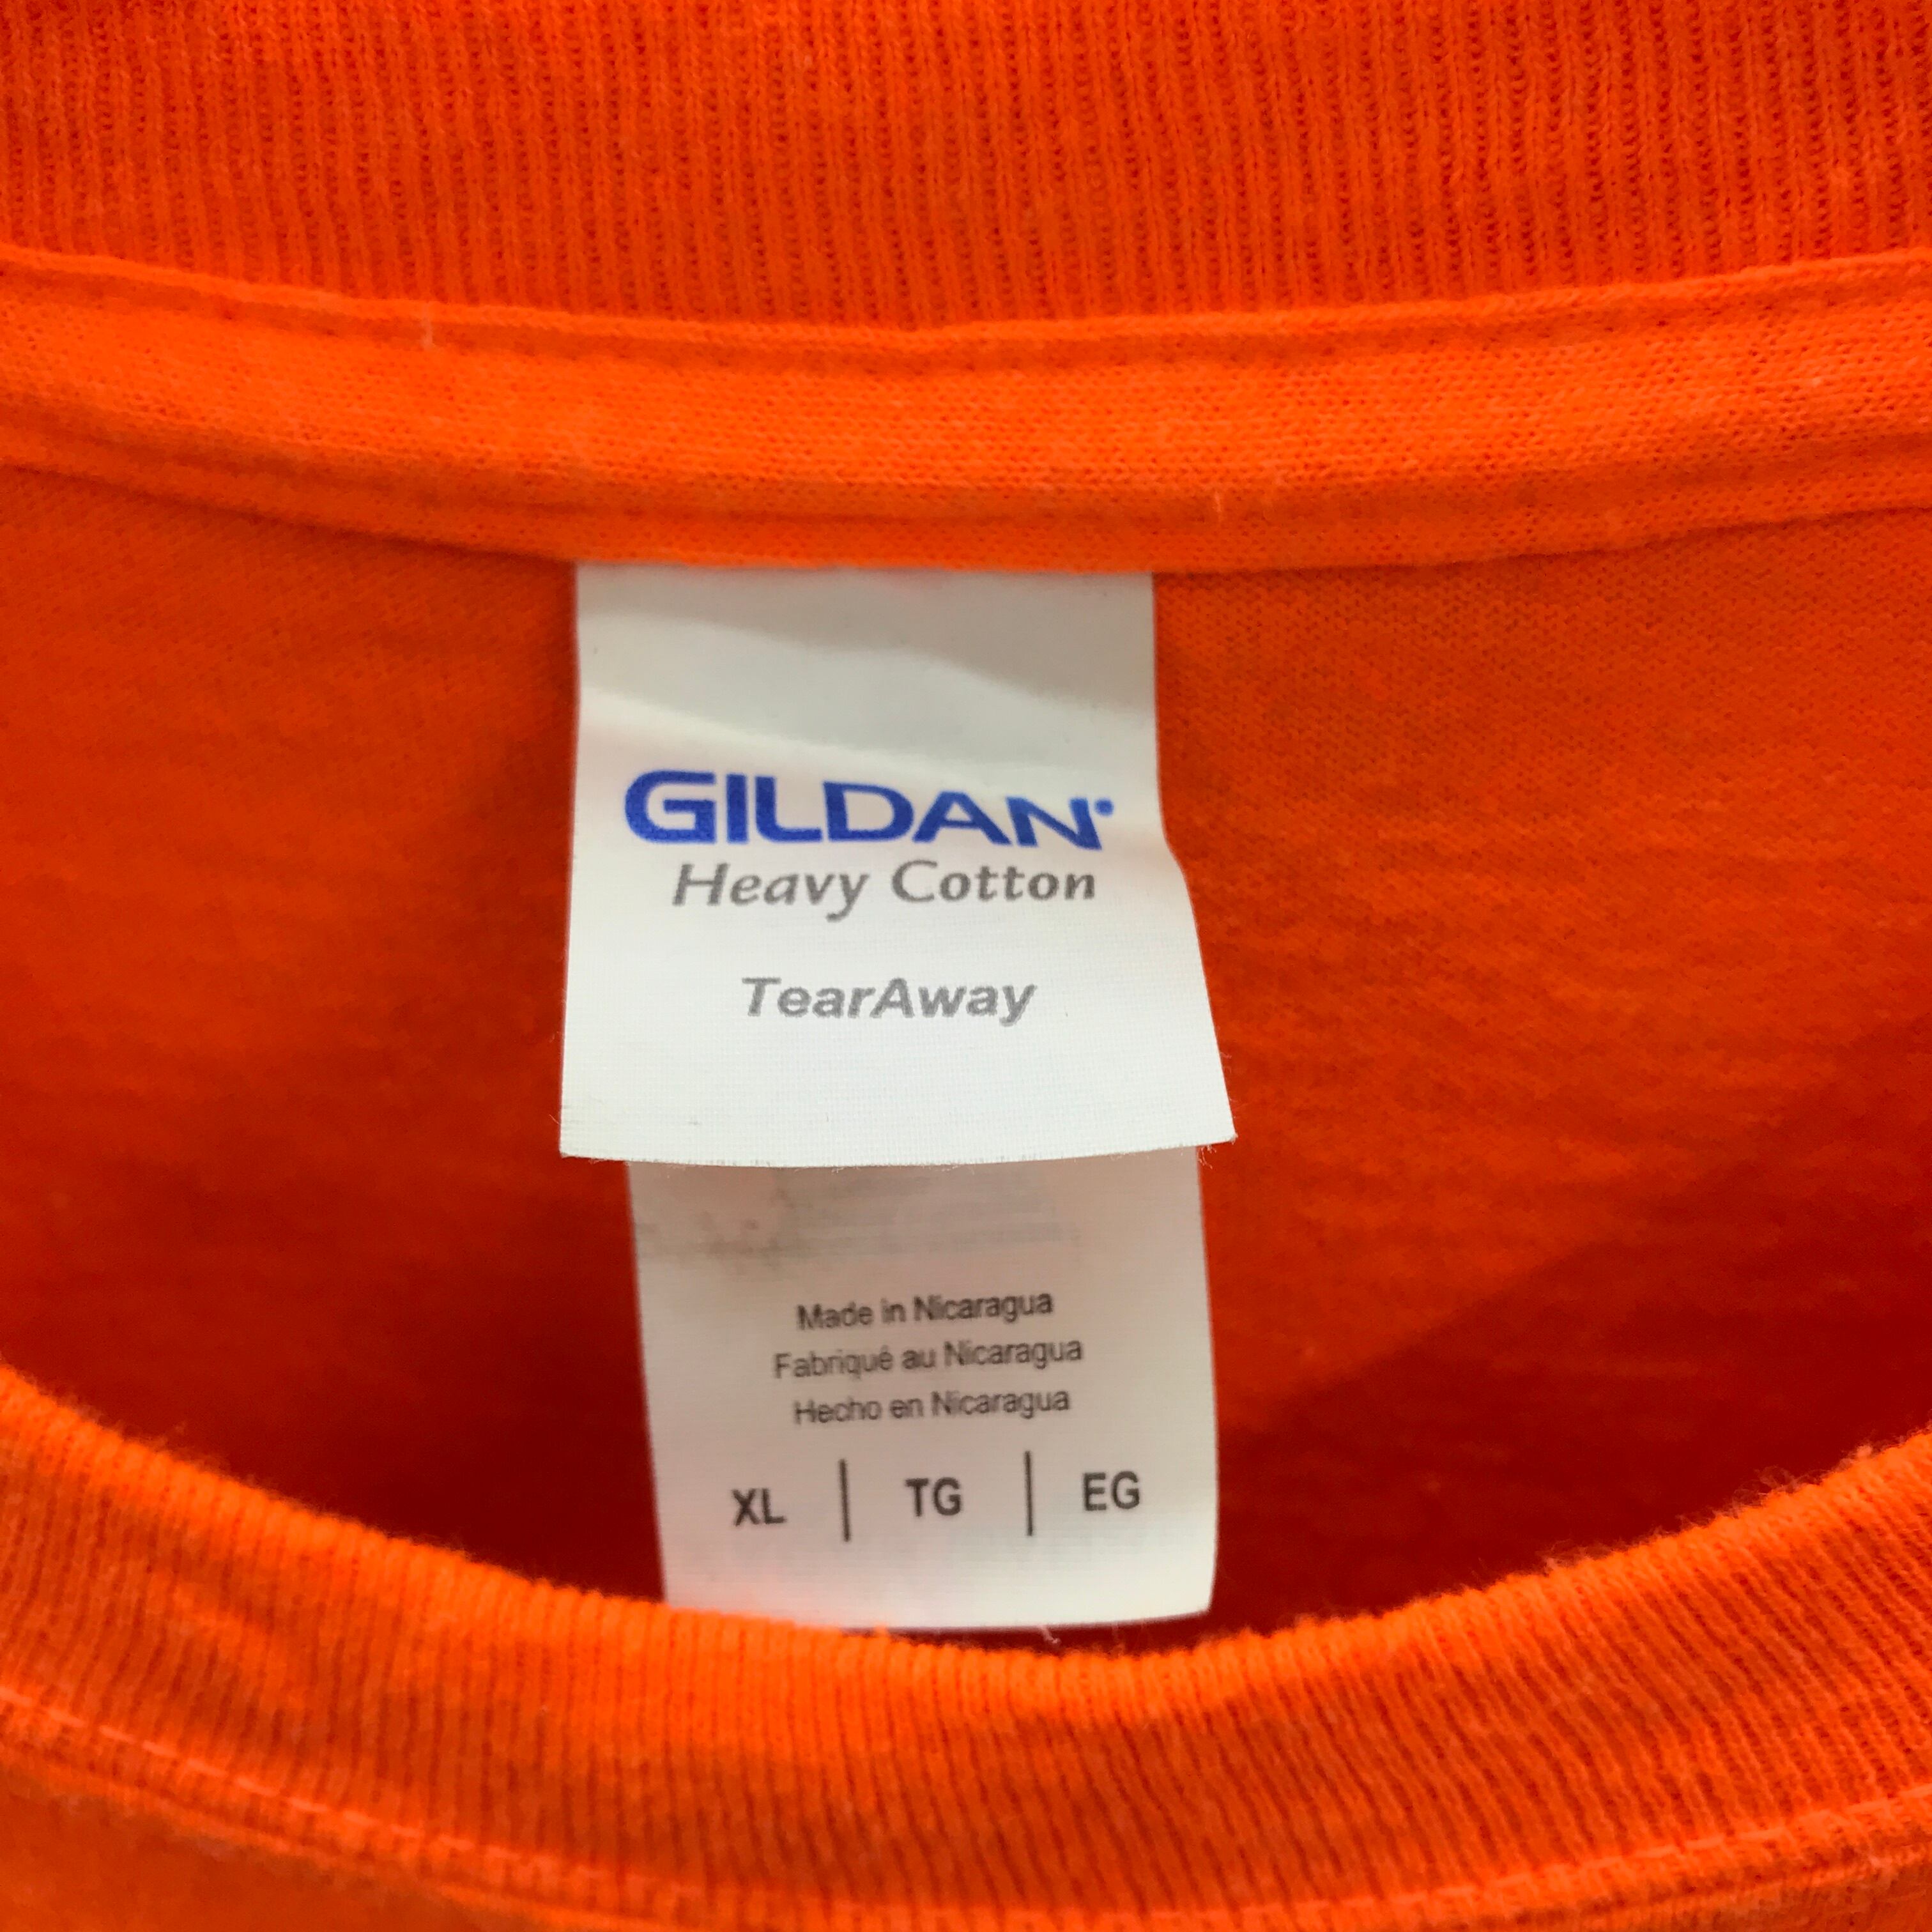 GILDAN
Heavy Cotton
TearAway
Made in Nicaragua
Fabriqué au Nicaragua
Hecho en Nicaragua
XL | TG | EG